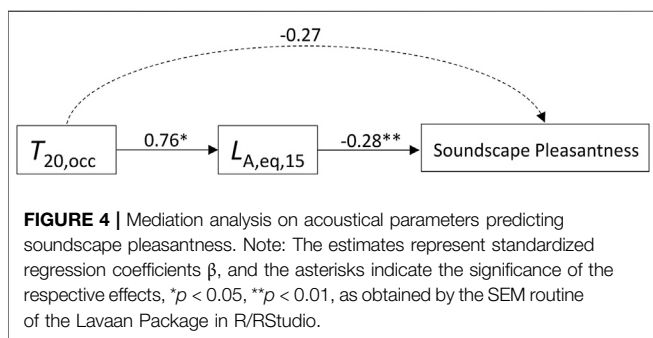 -0.27
T20,occ
0.76*
LA,eq,15
-0.28**
Soundscape Pleasantness
FIGURE 4 | Mediation analysis on acoustical parameters predicting
soundscape pleasantness. Note: The estimates represent standardized
regression coefficients β, and the asterisks indicate the significance of the
respective effects, *p < 0.05, **p < 0.01, as obtained by the SEM routine
of the Lavaan Package in R/RStudio.